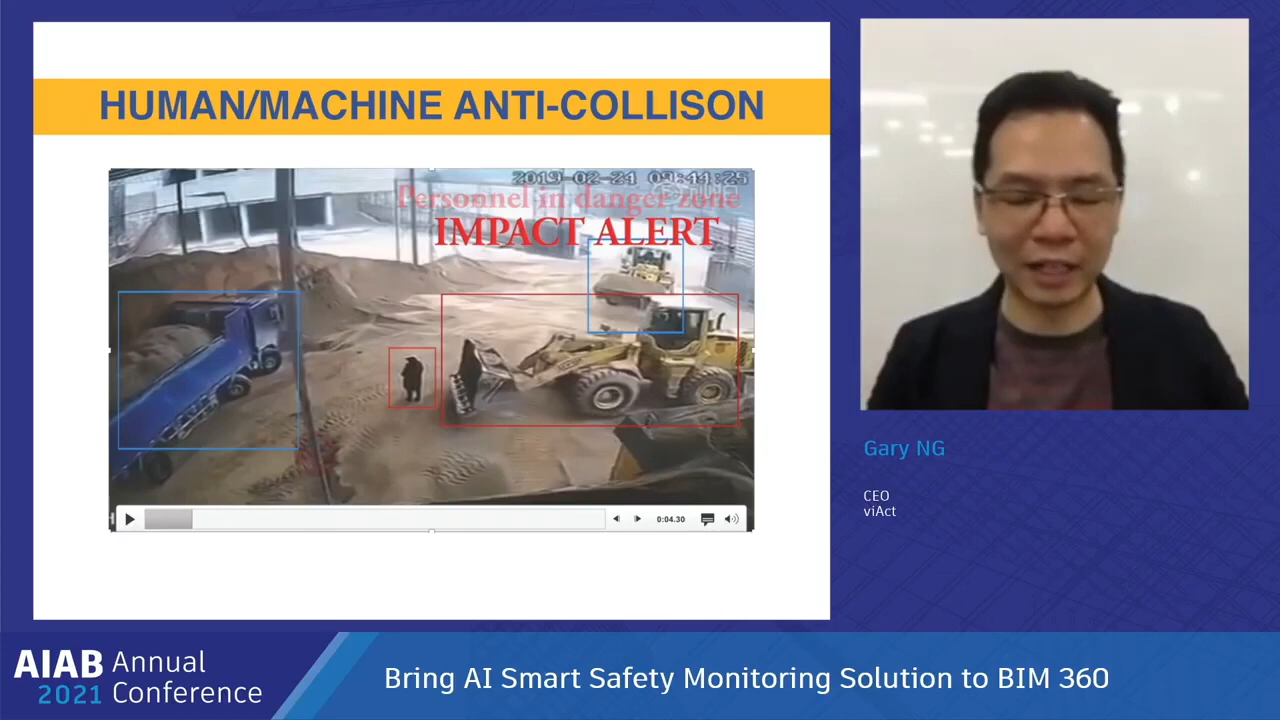 HUMAN/MACHINE ANTI-COLLISON
2019-02-24 09:44:25
Personnel in danger zone
IMPACT ALERT
0:04.30
Gary NG
CEO
viAct
AIAB Annual
2021 Conference
Bring AI Smart Safety Monitoring Solution to BIM 360